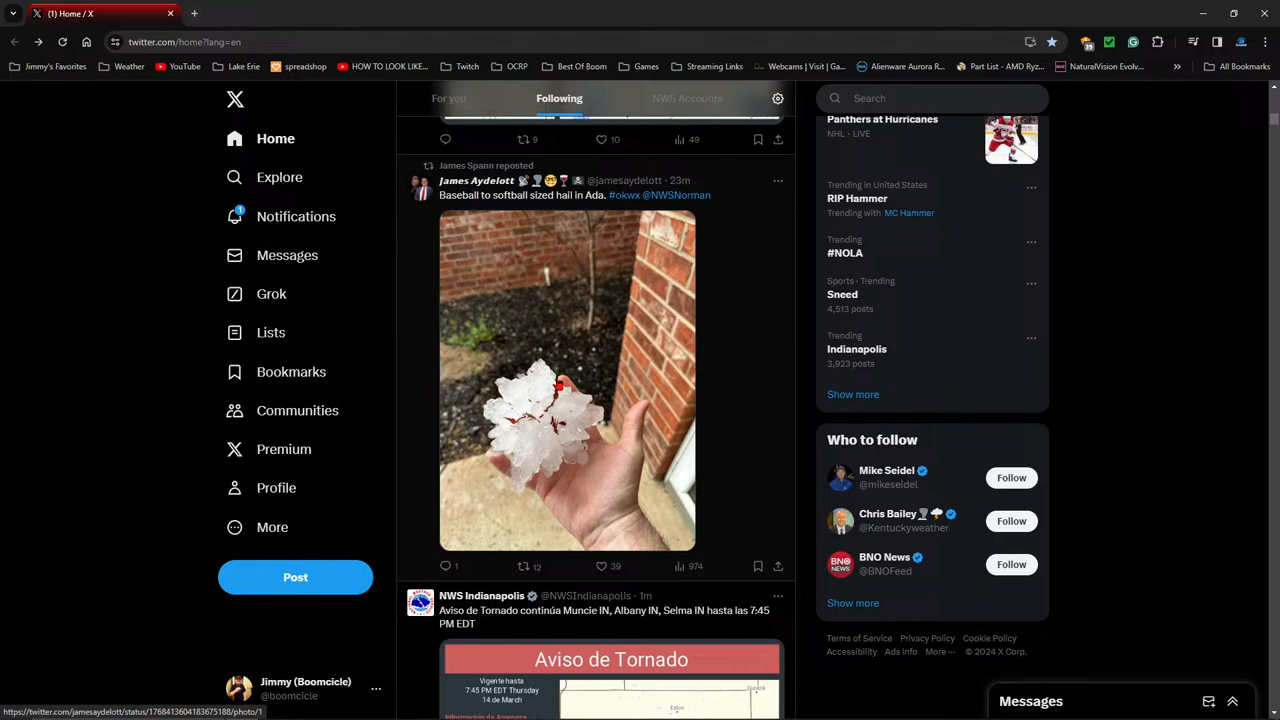 (1) Home / X
twitter.com/home?lang=en
Jimmy's Favorites
Weather
YouTube
Lake Erie
spreadshop
HOW TO LOOK LIKE...
Twitch
OCRP
Best Of Boom
Games
Streaming Links
Webcams | Visit | Ga...
Alienware Aurora R...
Part List - AMD Ryz...
NaturalVision Evolv...
All Bookmarks
Home
Explore
1
Notifications
Messages
Grok
Lists
Bookmarks
Communities
Premium
Profile
More
Post
Jimmy (Boomcicle)
@boomcicle
https://twitter.com/jamesaydelott/status/1768413604183675188/photo/1
For you
Following
NWS Accounts
9
10
49
James Spann reposted
James Aydelott @jamesaydelott · 23m
Baseball to softball sized hail in Ada. #okwx @NWSNorman
1
12
39
974
NWS Indianapolis @NWSIndianapolis · 1m
Aviso de Tornado continúa Muncie IN, Albany IN, Selma IN hasta las 7:45
PM EDT
Aviso de Tornado
Vigente hasta
7:45 PM EDT Thursday
14 de March
Search
Panthers at Hurricanes
NHL · LIVE
Trending in United States
RIP Hammer
Trending with MC Hammer
Trending
#NOLA
Sports · Trending
Sneed
4,513 posts
Trending
Indianapolis
3,923 posts
Show more
Who to follow
Mike Seidel
@mikeseidel
Follow
Chris Bailey
@Kentuckyweather
Follow
BNO News
@BNOFeed
Follow
Show more
Terms of Service
Privacy Policy
Cookie Policy
Accessibility
Ads info
More ···
© 2024 X Corp.
Messages